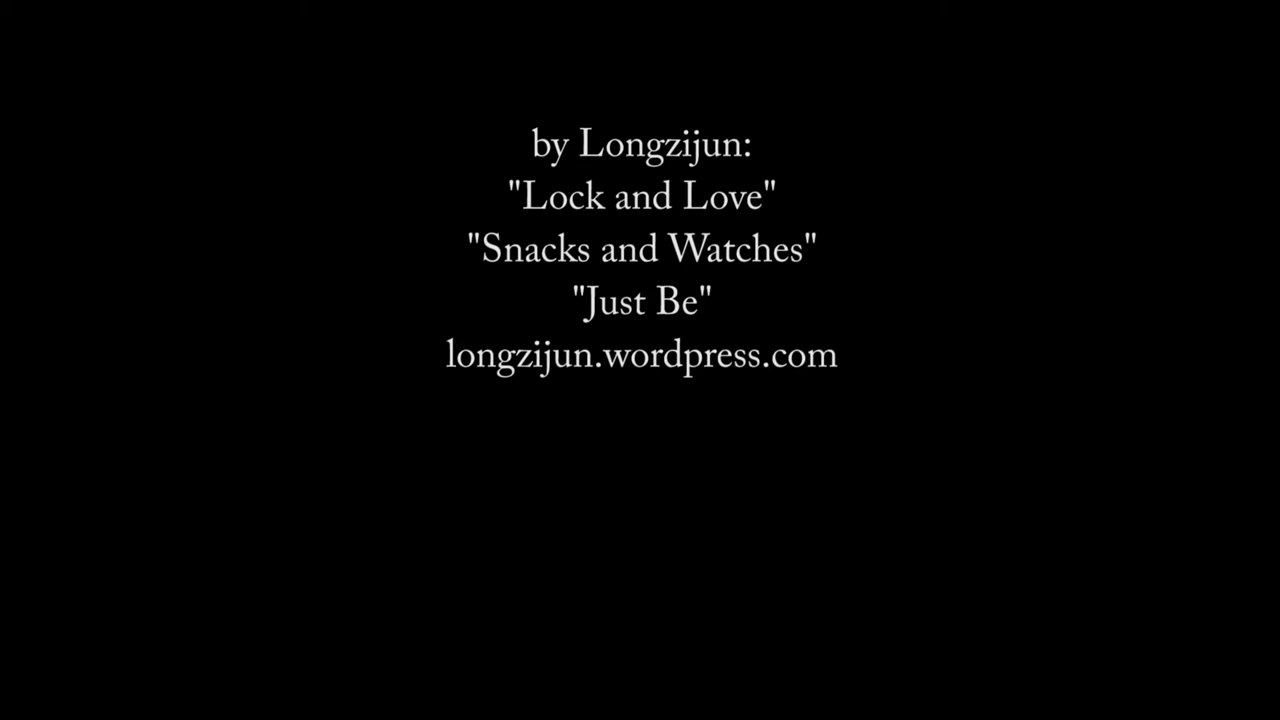 by Longzijun:
"Lock and Love"
"Snacks and Watches"
"Just Be"
longzijun.wordpress.com